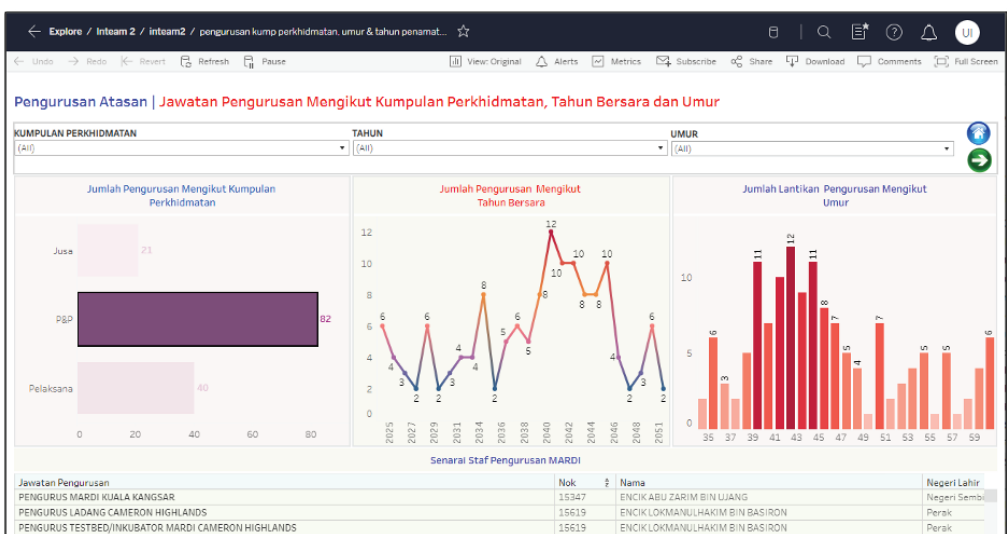 Explore / Inteam 2 / inteam2 / pengurusan kump perkhidmatan, umur & tahun penamat...
UI
Undo Redo Revert Refresh Pause View: Original Alerts Metrics Subscribe Share Download Comments Full Screen
Pengurusan Atasan | Jawatan Pengurusan Mengikut Kumpulan Perkhidmatan, Tahun Bersara dan Umur
KUMPULAN PERKHIDMATAN TAHUN UMUR
(All) (All) (All)
Jumlah Pengurusan Mengikut Kumpulan
Perkhidmatan
Jusa 21
P&P 82
Pelaksana 40
0 20 40 60 80
Jumlah Pengurusan Mengikut
Tahun Bersara
12
10
8
6
4
2
0
6 4 3 2 6 2 3 4 4 8 2 5 6 5 8 12 10 10 8 8 10 4 2 3 6 2
2025 2027 2029 2031 2034 2036 2038 2040 2042 2044 2046 2048 2051
Jumlah Lantikan Pengurusan Mengikut
Umur
10
5
0
6 3 11 12 11 8 7 5 4 7 5 5 6
35 37 39 41 43 45 47 49 51 53 55 57 59
Senarai Staf Pengurusan MARDI
Jawatan Pengurusan Nok Nama Negeri Lahir
PENGURUS MARDI KUALA KANGSAR 15347 ENCIK ABU ZARIM BIN UJANG Negeri Sembi
PENGURUS LADANG CAMERON HIGHLANDS 15619 ENCIK LOKMANULHAKIM BIN BASIRON Perak
PENGURUS TESTBED/INKUBATOR MARDI CAMERON HIGHLANDS 15619 ENCIK LOKMANULHAKIM BIN BASIRON Perak